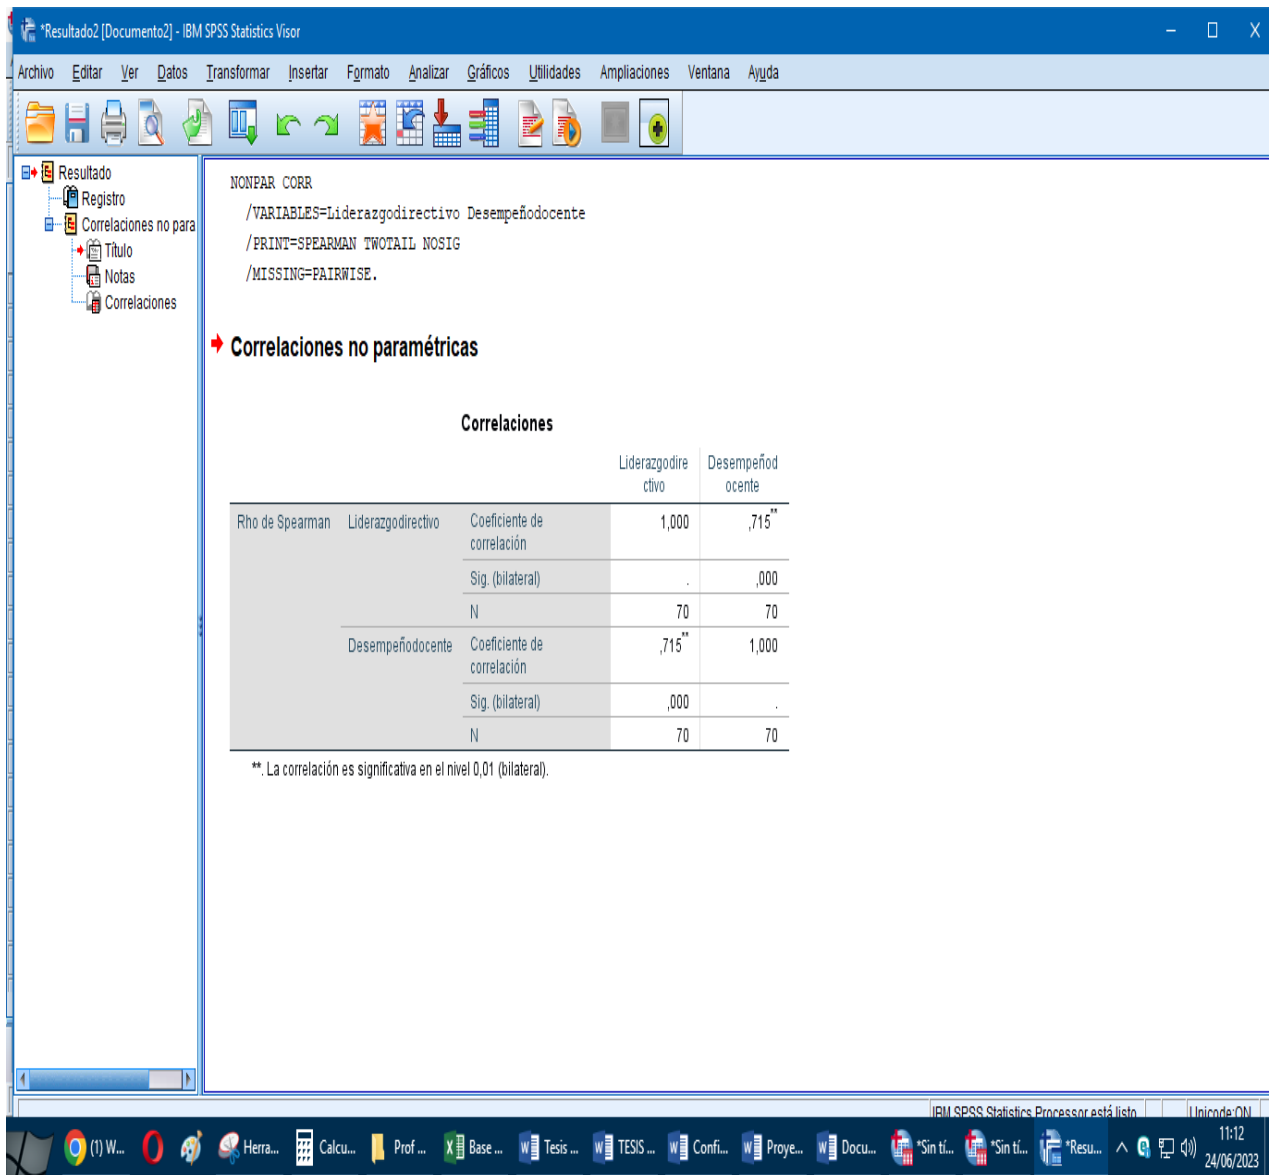 *Resultado2 [Documento2] - IBM SPSS Statistics Visor
Archivo Editar Ver Datos Transformar Insertar Formato Analizar Gráficos Utilidades Ampliaciones Ventana Ayuda
Resultado
Registro
Correlaciones no para
Título
Notas
Correlaciones
NONPAR CORR
/VARIABLES=Liderazgodirectivo Desempeñodocente
/PRINT=SPEARMAN TWOTAIL NOSIG
/MISSING=PAIRWISE.
Correlaciones no paramétricas
Correlaciones
Liderazgodire
ctivo
Desempeñod
ocente
Rho de Spearman Liderazgodirectivo Coeficiente de
correlación 1,000 ,715**
Sig. (bilateral) . ,000
N 70 70
Desempeñodocente Coeficiente de
correlación ,715** 1,000
Sig. (bilateral) ,000 .
N 70 70
**. La correlación es significativa en el nivel 0,01 (bilateral).
IBM SPSS Statistics Processor está listo Unicode:ON
(1) W... Herra... Calcu... Prof ... Base ... Tesis ... TESIS ... Confi... Proye... Docu... *Sin tí... *Sin tí... *Resu... 11:12
24/06/2023